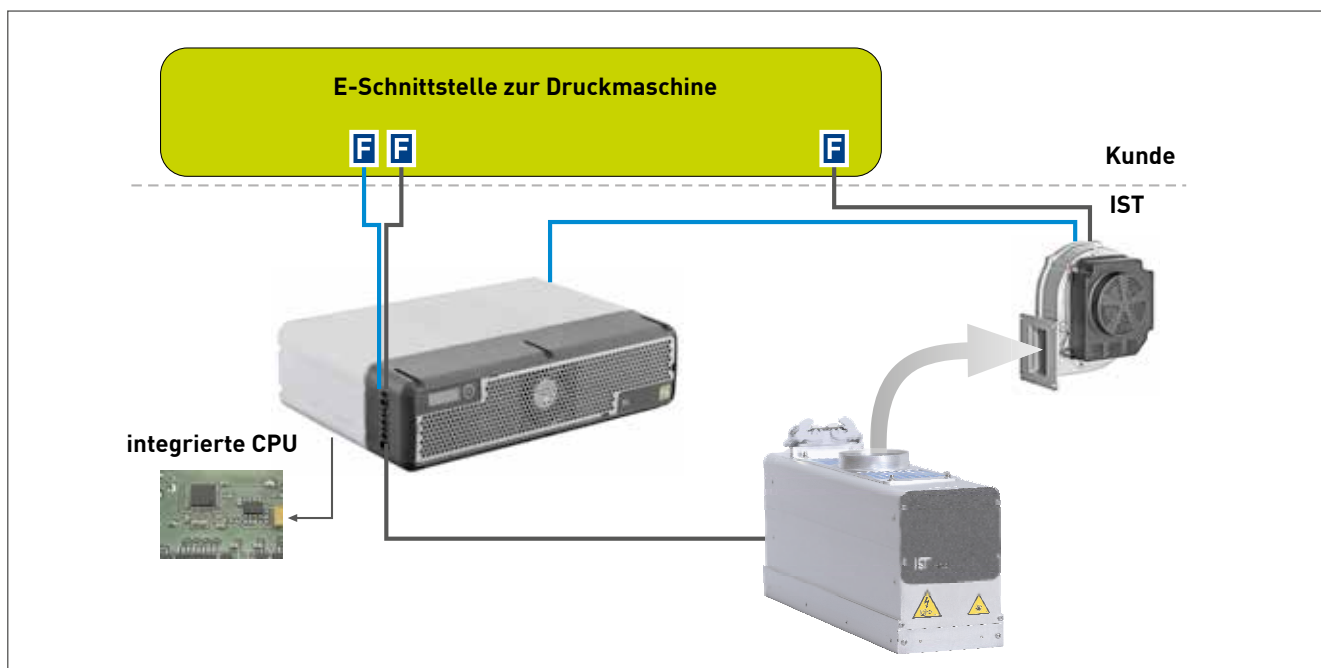 E-Schnittstelle zur Druckmaschine
F F F
Kunde
IST
integrierte CPU
IST